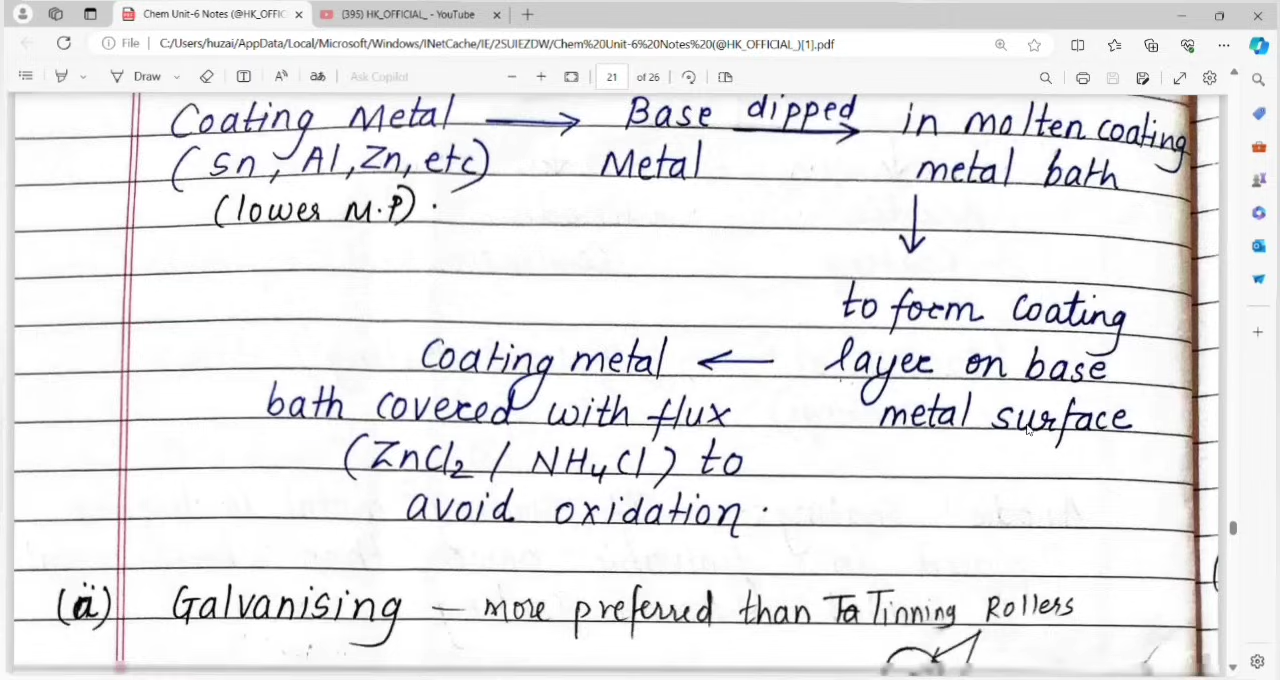 Chem Unit-6 Notes (@HK_OFFIC
(395) HK_OFFICIAL_ - YouTube
File
C:/Users/huzai/AppData/Local/Microsoft/Windows/INetCache/IE/2SUIEZDW/Chem%20Unit-6%20Notes%20(@HK_OFFICIAL_)[1].pdf
Draw
Ask Copilot
21 of 26
Coating Metal → Base dipped → in molten coating
(Sn, Al, Zn, etc) Metal metal bath
(lower M.P).
↓
to form coating
Coating metal ← layer on base
bath covered with flux metal surface
(ZnCl2 / NH4Cl) to
avoid oxidation.
(a) Galvanising — more preferred than Ta Tinning Rollers